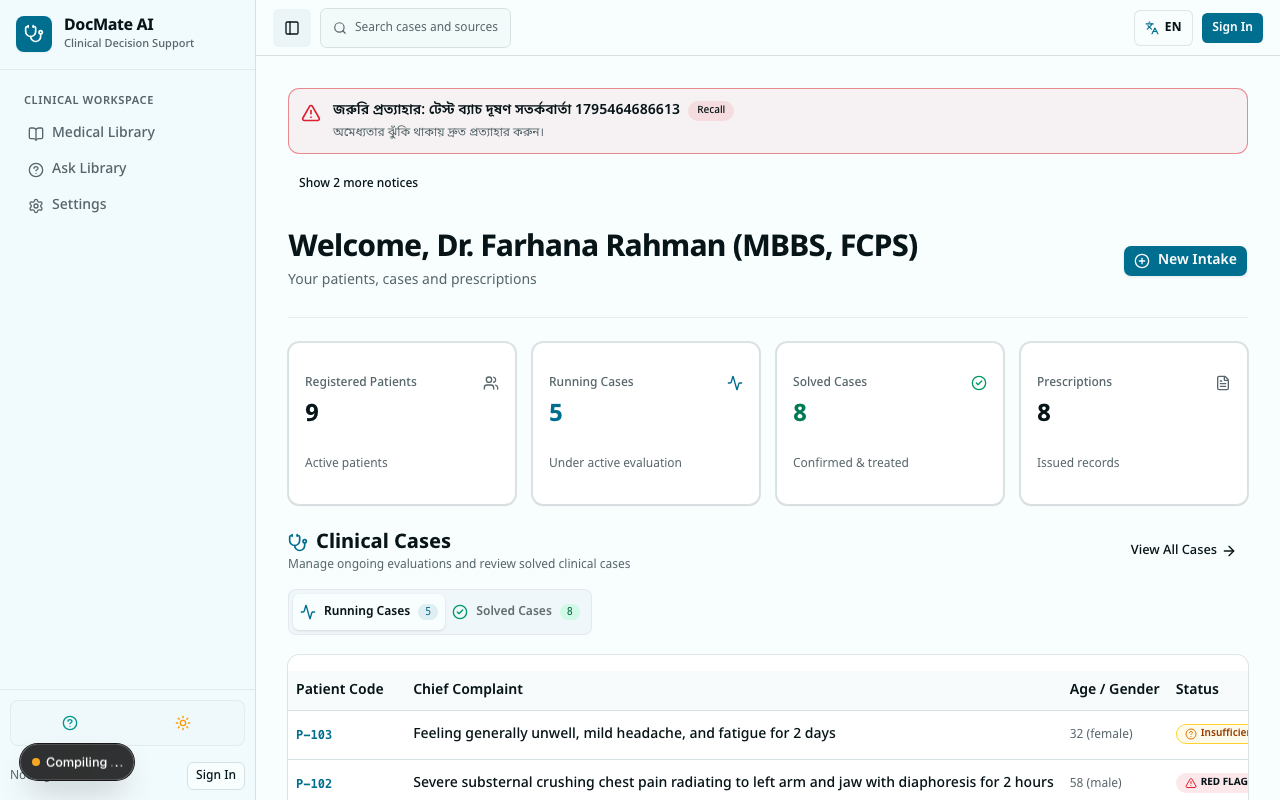 DocMate AI
Clinical Decision Support
CLINICAL WORKSPACE
Medical Library
Ask Library
Settings
Sign In
Compiling ...
Search cases and sources
EN
Sign In
জরুরি প্রত্যাহার: টেস্ট ব্যাচ দূষণ সতর্কবার্তা 1795464686613
Recall
অমেধ্যতার ঝুঁকি থাকায় দ্রুত প্রত্যাহার করুন।
Show 2 more notices
Welcome, Dr. Farhana Rahman (MBBS, FCPS)
Your patients, cases and prescriptions
New Intake
Registered Patients
9
Active patients
Running Cases
5
Under active evaluation
Solved Cases
8
Confirmed & treated
Prescriptions
8
Issued records
Clinical Cases
Manage ongoing evaluations and review solved clinical cases
View All Cases
Running Cases 5
Solved Cases 8
Patient Code Chief Complaint Age / Gender Status
P-103 Feeling generally unwell, mild headache, and fatigue for 2 days 32 (female)
P-102 Severe substernal crushing chest pain radiating to left arm and jaw with diaphoresis for 2 hours 58 (male) RED FLAG